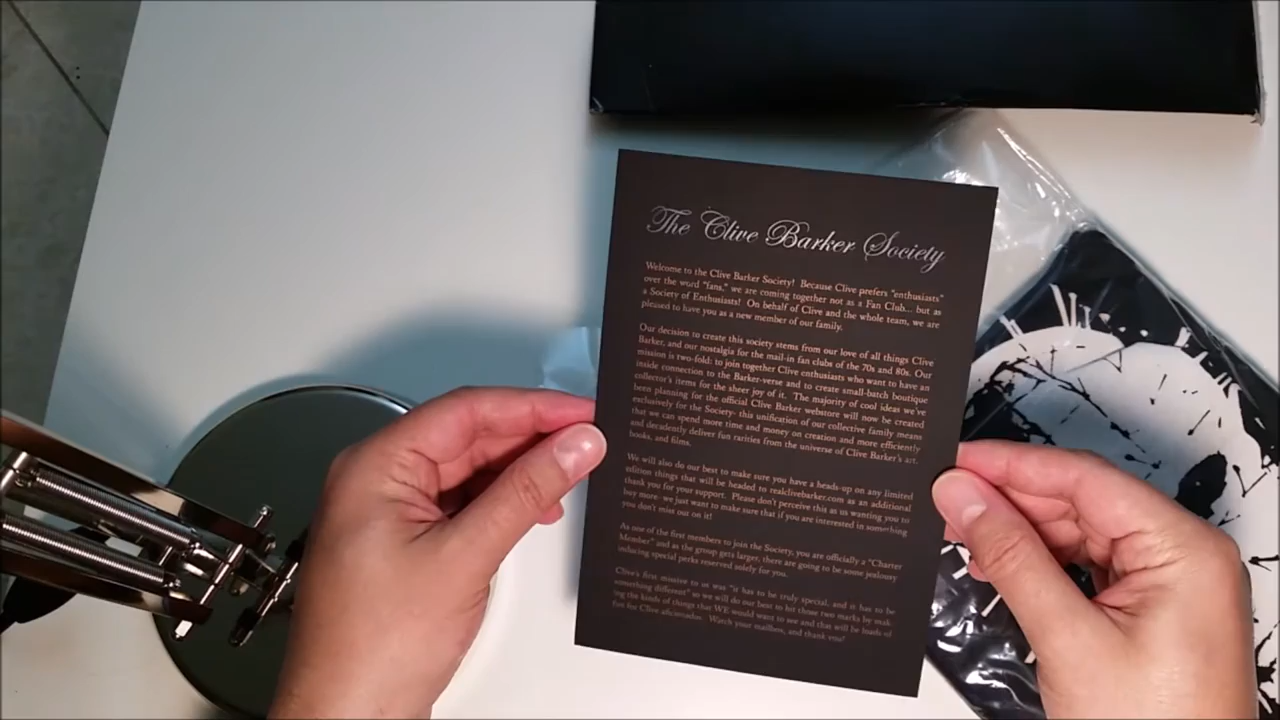 The Clive Barker Society
Welcome to the Clive Barker Society! Because Clive prefers "enthusiasts"
over the word "fans," we are coming together not as a Fan Club... but as
a Society of Enthusiasts! On behalf of Clive and the whole team, we are
pleased to have you as a new member of our family.
Our decision to create this society stems from our love of all things Clive
Barker, and our nostalgia for the mail-in fan clubs of the 70s and 80s. Our
mission is two-fold: to join together Clive enthusiasts who want to have an
inside connection to the Barker-verse and to create small-batch boutique
collector's items for the sheer joy of it. The majority of cool ideas we've
been planning for the official Clive Barker webstore will now be created
exclusively for the Society- this unification of our collective family means
that we can spend more time and money on creation and more efficiently
and decadently deliver fun rarities from the universe of Clive Barker's art,
books, and films.
We will also do our best to make sure you have a heads-up on any limited
edition things that will be headed to realclivebarker.com as an additional
thank you for your support. Please don't perceive this as us wanting you to
buy more- we just want to make sure that if you are interested in something
you don't miss out on it!
As one of the first members to join the Society, you are officially a "Charter
Member" and as the group gets larger, there are going to be some jealousy
inducing special perks reserved solely for you.
Clive's first missive to us was "it has to be truly special, and it has to be
something different" so we will do our best to hit those two marks by mak-
ing the kinds of things that WE would want to see and that will be loads of
fun for Clive aficionados. Watch your mailbox, and thank you!